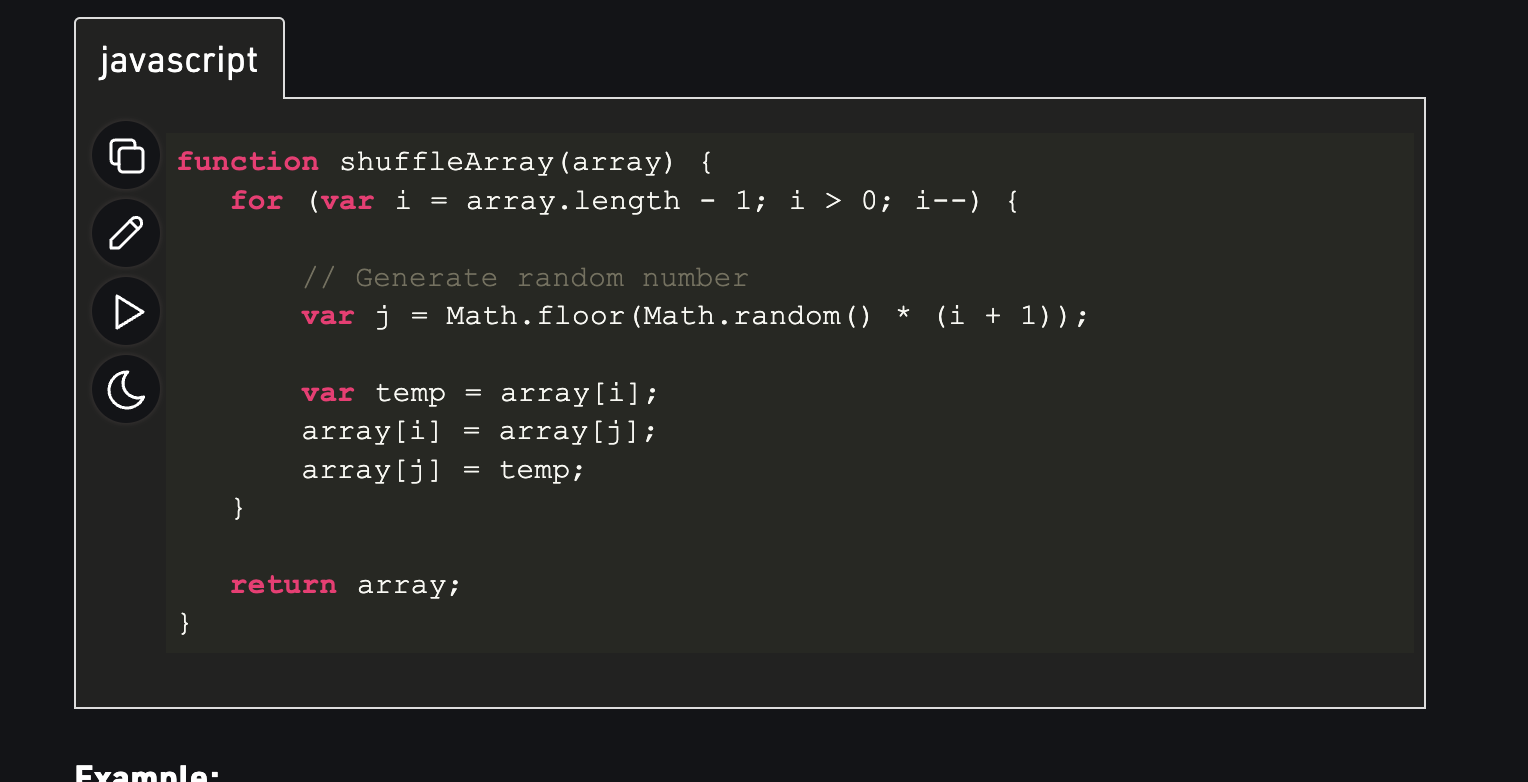 javascript
function shuffleArray(array) {
for (var i = array.length - 1; i > 0; i--) {
// Generate random number
var j = Math.floor(Math.random() * (i + 1));
var temp = array[i];
array[i] = array[j];
array[j] = temp;
}
return array;
}
Example: